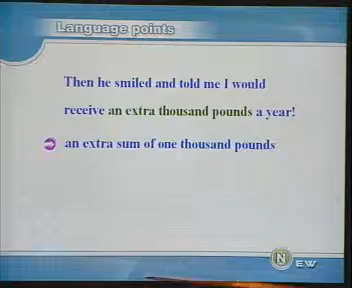 Language points
Then he smiled and told me I would
receive an extra thousand pounds a year!
an extra sum of one thousand pounds
NEW